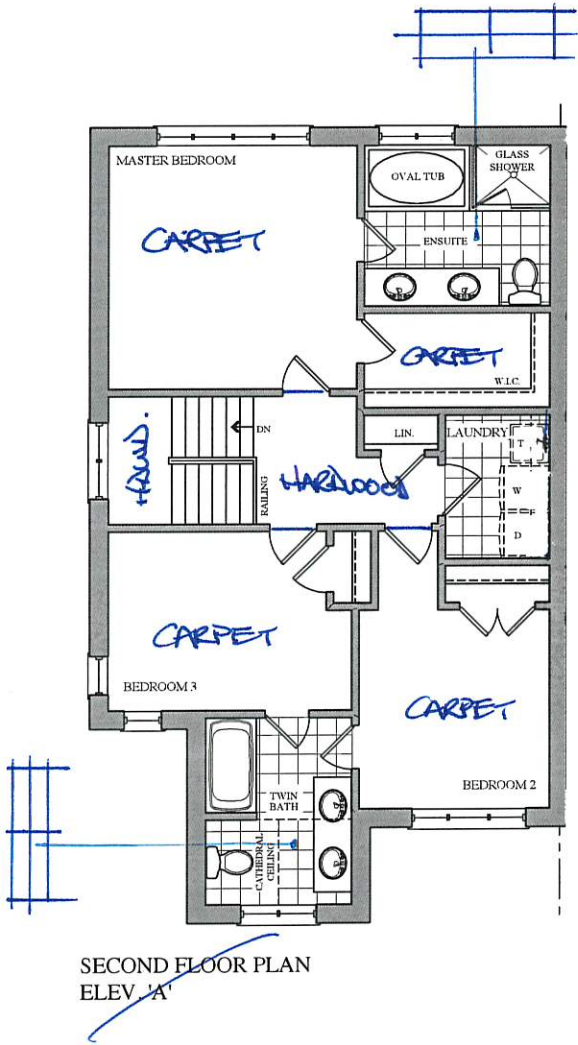 MASTER BEDROOM
OVAL TUB
GLASS
SHOWER
CARPET
ENSUITE
CARPET
W.I.C.
DN
LIN.
LAUNDRY
T
RAILING
HARDWOOD
W
D
CARPET
BEDROOM 3
CARPET
BEDROOM 2
TWIN
BATH
CATHEDRAL
CEILING
SECOND FLOOR PLAN
ELEV. 'A'